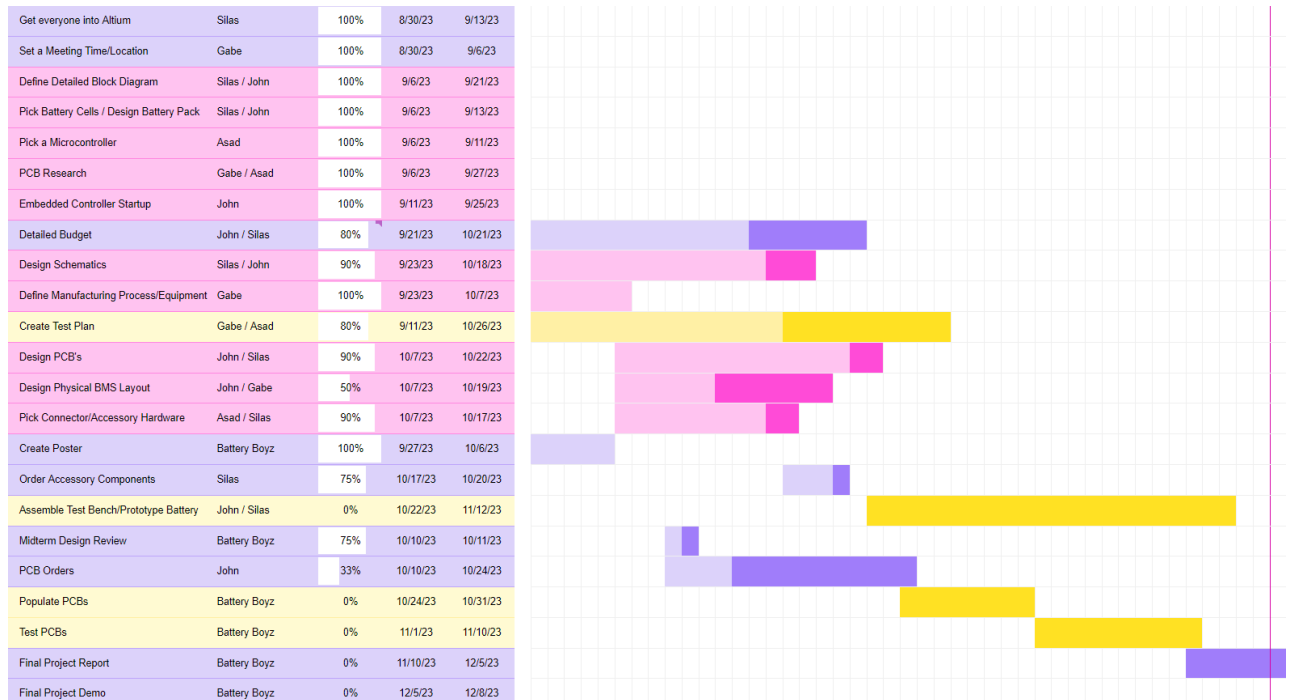 Get everyone into Altium Silas 100% 8/30/23 9/13/23
Set a Meeting Time/Location Gabe 100% 8/30/23 9/6/23
Define Detailed Block Diagram Silas / John 100% 9/6/23 9/21/23
Pick Battery Cells / Design Battery Pack Silas / John 100% 9/6/23 9/13/23
Pick a Microcontroller Asad 100% 9/6/23 9/11/23
PCB Research Gabe / Asad 100% 9/6/23 9/27/23
Embedded Controller Startup John 100% 9/11/23 9/25/23
Detailed Budget John / Silas 80% 9/21/23 10/21/23
Design Schematics Silas / John 90% 9/23/23 10/18/23
Define Manufacturing Process/Equipment Gabe 100% 9/23/23 10/7/23
Create Test Plan Gabe / Asad 80% 9/11/23 10/26/23
Design PCB's John / Silas 90% 10/7/23 10/22/23
Design Physical BMS Layout John / Gabe 50% 10/7/23 10/19/23
Pick Connector/Accessory Hardware Asad / Silas 90% 10/7/23 10/17/23
Create Poster Battery Boyz 100% 9/27/23 10/6/23
Order Accessory Components Silas 75% 10/17/23 10/20/23
Assemble Test Bench/Prototype Battery John / Silas 0% 10/22/23 11/12/23
Midterm Design Review Battery Boyz 75% 10/10/23 10/11/23
PCB Orders John 33% 10/10/23 10/24/23
Populate PCBs Battery Boyz 0% 10/24/23 10/31/23
Test PCBs Battery Boyz 0% 11/1/23 11/10/23
Final Project Report Battery Boyz 0% 11/10/23 12/5/23
Final Project Demo Battery Boyz 0% 12/5/23 12/8/23